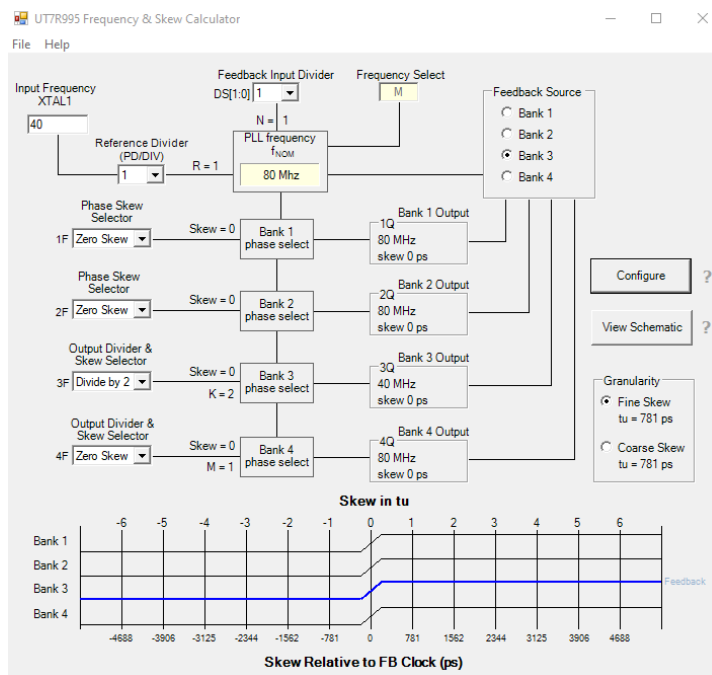 UT7R995 Frequency & Skew Calculator
File Help
Input Frequency
XTAL1
40
Feedback Input Divider
DS[1:0] 1
Frequency Select
M
N = 1
Reference Divider
(PD/DIV)
1
R = 1
PLL frequency
fNOM
80 Mhz
Feedback Source
Bank 1
Bank 2
Bank 3
Bank 4
Phase Skew
Selector
1F Zero Skew
Skew = 0
Bank 1
phase select
Bank 1 Output
1Q
80 MHz
skew 0 ps
Phase Skew
Selector
2F Zero Skew
Skew = 0
Bank 2
phase select
Bank 2 Output
2Q
80 MHz
skew 0 ps
Output Divider &
Skew Selector
3F Divide by 2
Skew = 0
K = 2
Bank 3
phase select
Bank 3 Output
3Q
40 MHz
skew 0 ps
Output Divider &
Skew Selector
4F Zero Skew
Skew = 0
M = 1
Bank 4
phase select
Bank 4 Output
4Q
80 MHz
skew 0 ps
Configure ?
View Schematic ?
Granularity
Fine Skew
tu = 781 ps
Coarse Skew
tu = 781 ps
Skew in tu
-6 -5 -4 -3 -2 -1 0 1 2 3 4 5 6
Bank 1
Bank 2
Bank 3
Feedback
Bank 4
-4688 -3906 -3125 -2344 -1562 -781 0 781 1562 2344 3125 3906 4688
Skew Relative to FB Clock (ps)